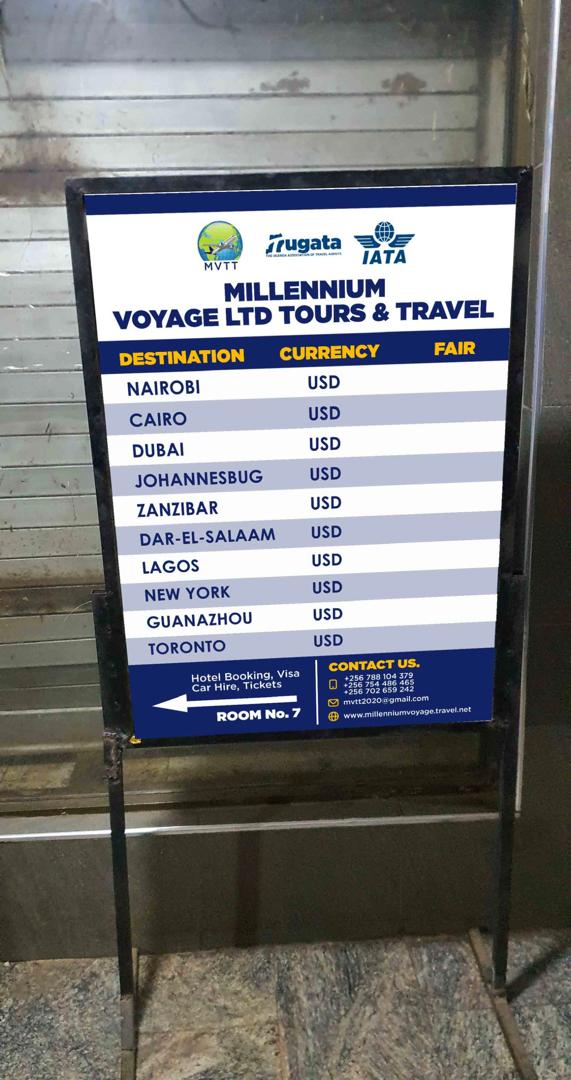 MVTT
Tugata
THE UGANDA ASSOCIATION OF TRAVEL AGENTS
IATA
MILLENNIUM
VOYAGE LTD TOURS & TRAVEL
DESTINATION CURRENCY FAIR
NAIROBI USD
CAIRO USD
DUBAI USD
JOHANNESBUG USD
ZANZIBAR USD
DAR-EL-SALAAM USD
LAGOS USD
NEW YORK USD
GUANAZHOU USD
TORONTO USD
Hotel Booking, Visa
Car Hire, Tickets
ROOM No. 7
CONTACT US.
+256 788 104 379
+256 754 486 465
+256 702 659 242
mvtt2020@gmail.com
www.millenniumvoyage.travel.net